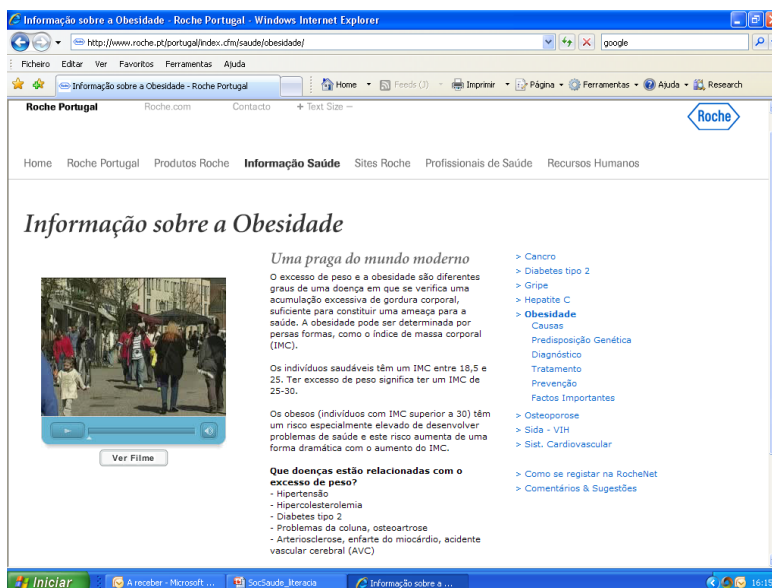 Informação sobre a Obesidade - Roche Portugal - Windows Internet Explorer
http://www.roche.pt/portugal/index.cfm/saude/obesidade/
google
Ficheiro Editar Ver Favoritos Ferramentas Ajuda
Informação sobre a Obesidade - Roche Portugal
Home Feeds (J) Imprimir Página Ferramentas Ajuda Research
Roche Portugal Roche.com Contacto + Text Size −
Roche
Home Roche Portugal Produtos Roche Informação Saúde Sites Roche Profissionais de Saúde Recursos Humanos
Informação sobre a Obesidade
Uma praga do mundo moderno
O excesso de peso e a obesidade são diferentes
graus de uma doença em que se verifica uma
acumulação excessiva de gordura corporal,
suficiente para constituir uma ameaça para a
saúde. A obesidade pode ser determinada por
persas formas, como o índice de massa corporal
(IMC).
Os indivíduos saudáveis têm um IMC entre 18,5 e
25. Ter excesso de peso significa ter um IMC de
25-30.
Os obesos (indivíduos com IMC superior a 30) têm
um risco especialmente elevado de desenvolver
problemas de saúde e este risco aumenta de uma
forma dramática com o aumento do IMC.
Que doenças estão relacionadas com o
excesso de peso?
- Hipertensão
- Hipercolesterolemia
- Diabetes tipo 2
- Problemas da coluna, osteoartrose
- Arteriosclerose, enfarte do miocárdio, acidente
vascular cerebral (AVC)
Ver Filme
> Cancro
> Diabetes tipo 2
> Gripe
> Hepatite C
> Obesidade
Causas
Predisposição Genética
Diagnóstico
Tratamento
Prevenção
Factos Importantes
> Osteoporose
> Sida - VIH
> Sist. Cardiovascular
> Como se registar na RocheNet
> Comentários & Sugestões
Iniciar A receber - Microsoft ... SocSaude_literacia Informação sobre a ... 16:15